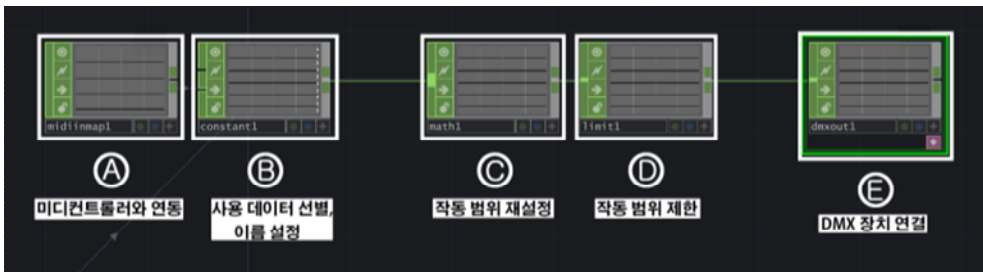 midiinmap1
constant1
math1
limit1
dmxout1
A
B
C
D
E
미디컨트롤러와 연동
사용 데이터 선별,
이름 설정
작동 범위 재설정
작동 범위 제한
DMX 장치 연결